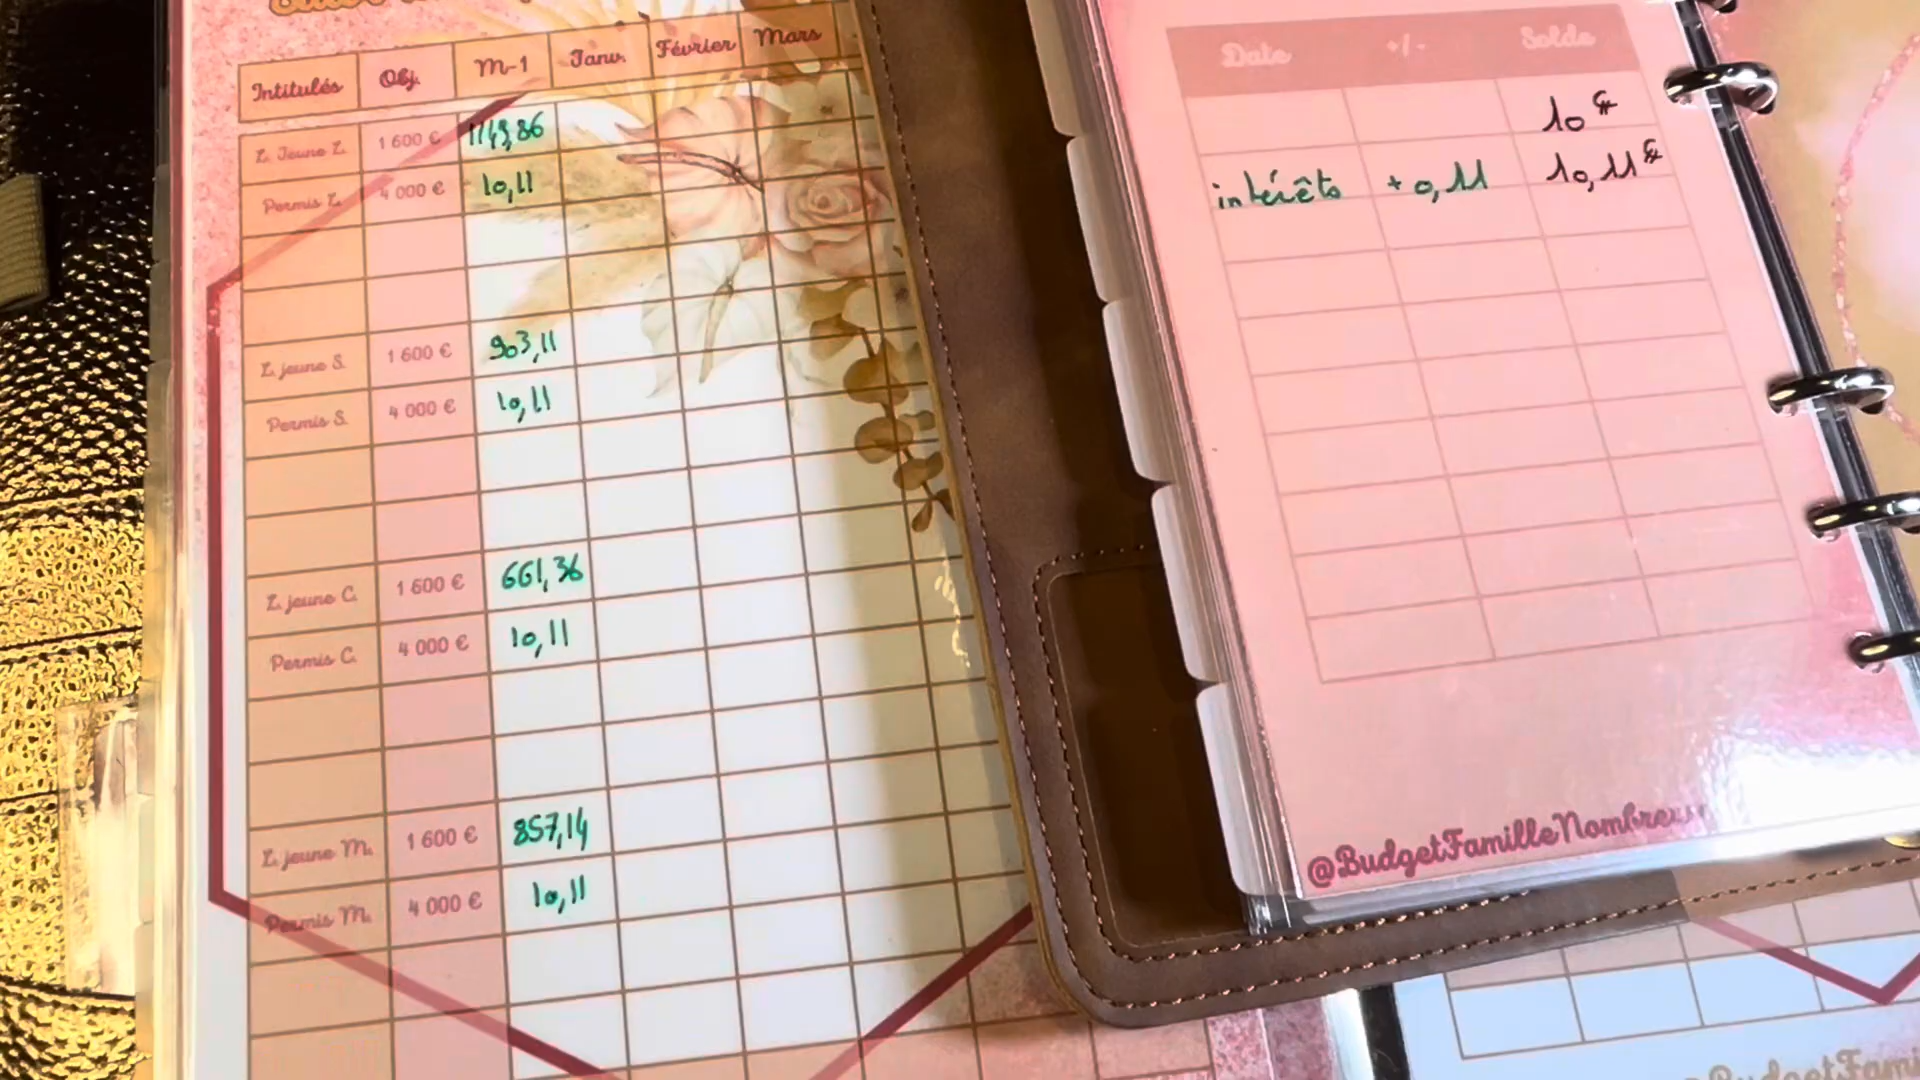 Intitulés Obj. M-1 Janv. Février Mars
L. Jeune L. 1 600 € 1149,86
Permis L. 4 000 € 10,11
L. jeune S. 1 600 € 903,11
Permis S. 4 000 € 10,11
L. jeune C. 1 600 € 661,36
Permis C. 4 000 € 10,11
L. jeune M. 1 600 € 857,14
Permis M. 4 000 € 10,11
Date +/- Solde
10 €
intérêts + 0,11 10,11 €
@BudgetFamilleNombreuse